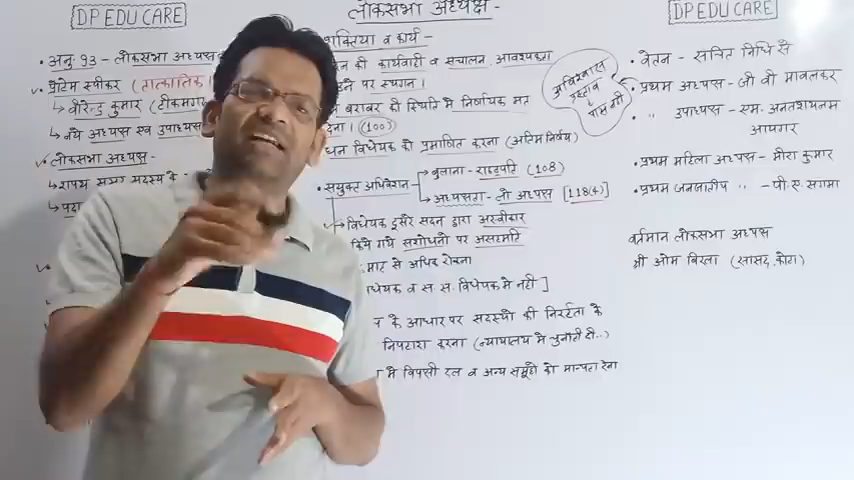 DP EDU CARE
लोकसभा अध्यक्ष -
DP EDU CARE
• अनु. 93 - लोकसभा अध्यक्ष
प्रोटेम स्पीकर (तात्कालिक
↳ वीरेन्द्र कुमार (टीकमगढ़
↳ नये अध्यक्ष एवं उपाध्यक्ष
लोकसभा अध्यक्ष -
↳ शपथ सदस्य के -
शक्तिया व कार्य -
की कार्यवाही व संचालन, आवश्यकता
पर स्थगन।
बराबर की स्थिति मे निर्णायक मत
देना। (100)
धन विधेयक को प्रमाणित करना (अंतिम निर्णय)
• संयुक्त अधिवेशन
→ बुलाना - राष्ट्रपति (108)
→ अध्यक्षता - लो अध्यक्ष [118(4)]
→ विधेयक दूसरे सदन द्वारा अस्वीकार
किये गये संशोधनो पर असहमति
माह से अधिक रोकना
विधेयक व स. स. विधेयक मे नही ]
के आधार पर सदस्यो की निरर्हता के
निपटारा करना (न्यायालय मे चुनौती दी..)
मे विपक्षी दल व अन्य समूहो को मान्यता देना
अविश्वास
प्रस्ताव
पास नही
• वेतन - संचित निधि से
• प्रथम अध्यक्ष - जी वी मावलंकर
• " उपाध्यक्ष - एम. अनंतशयनम
आयंगर
• प्रथम महिला अध्यक्ष - मीरा कुमार
• प्रथम जनजातीय " - पी. ए. संगमा
वर्तमान लोकसभा अध्यक्ष
श्री ओम बिरला (सांसद, कोटा)